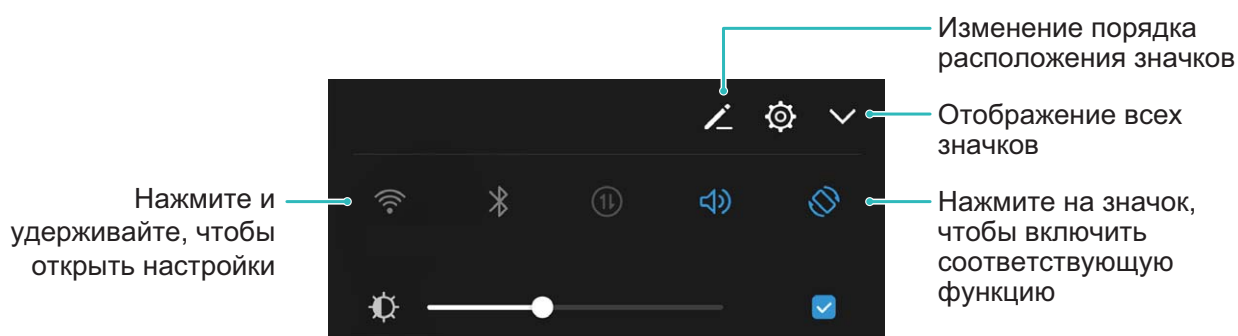 Изменение порядка
расположения значков
Отображение всех
значков
Нажмите и
удерживайте, чтобы
открыть настройки
Нажмите на значок,
чтобы включить
соответствующую
функцию